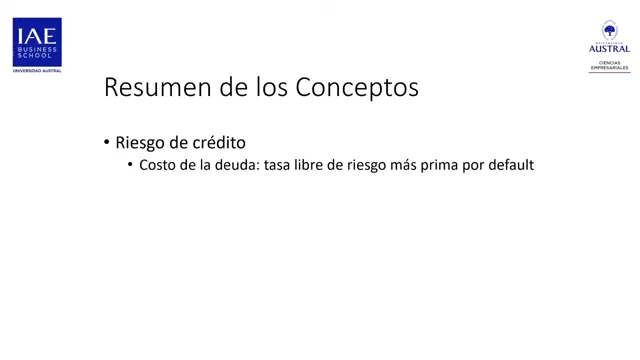 IAE
BUSINESS
SCHOOL
UNIVERSIDAD AUSTRAL
UNIVERSIDAD
AUSTRAL
CIENCIAS
EMPRESARIALES
Resumen de los Conceptos
• Riesgo de crédito
• Costo de la deuda: tasa libre de riesgo más prima por default